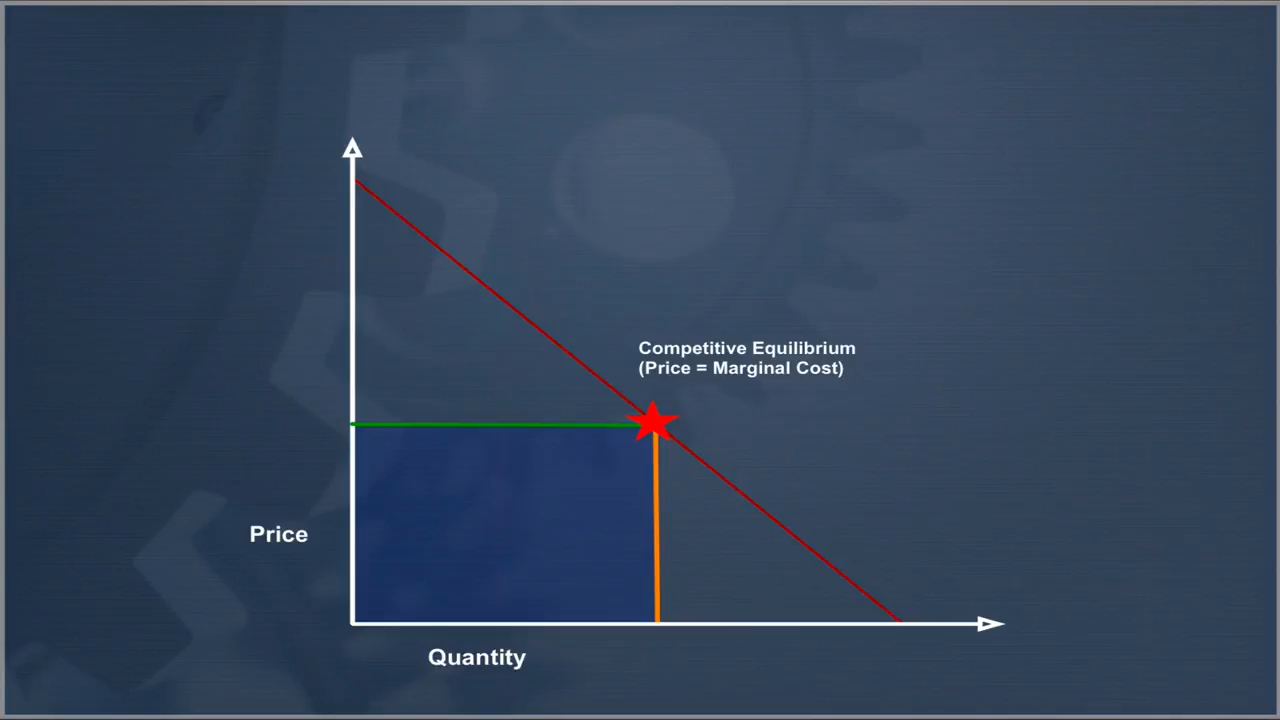 Competitive Equilibrium
(Price = Marginal Cost)
Price
Quantity